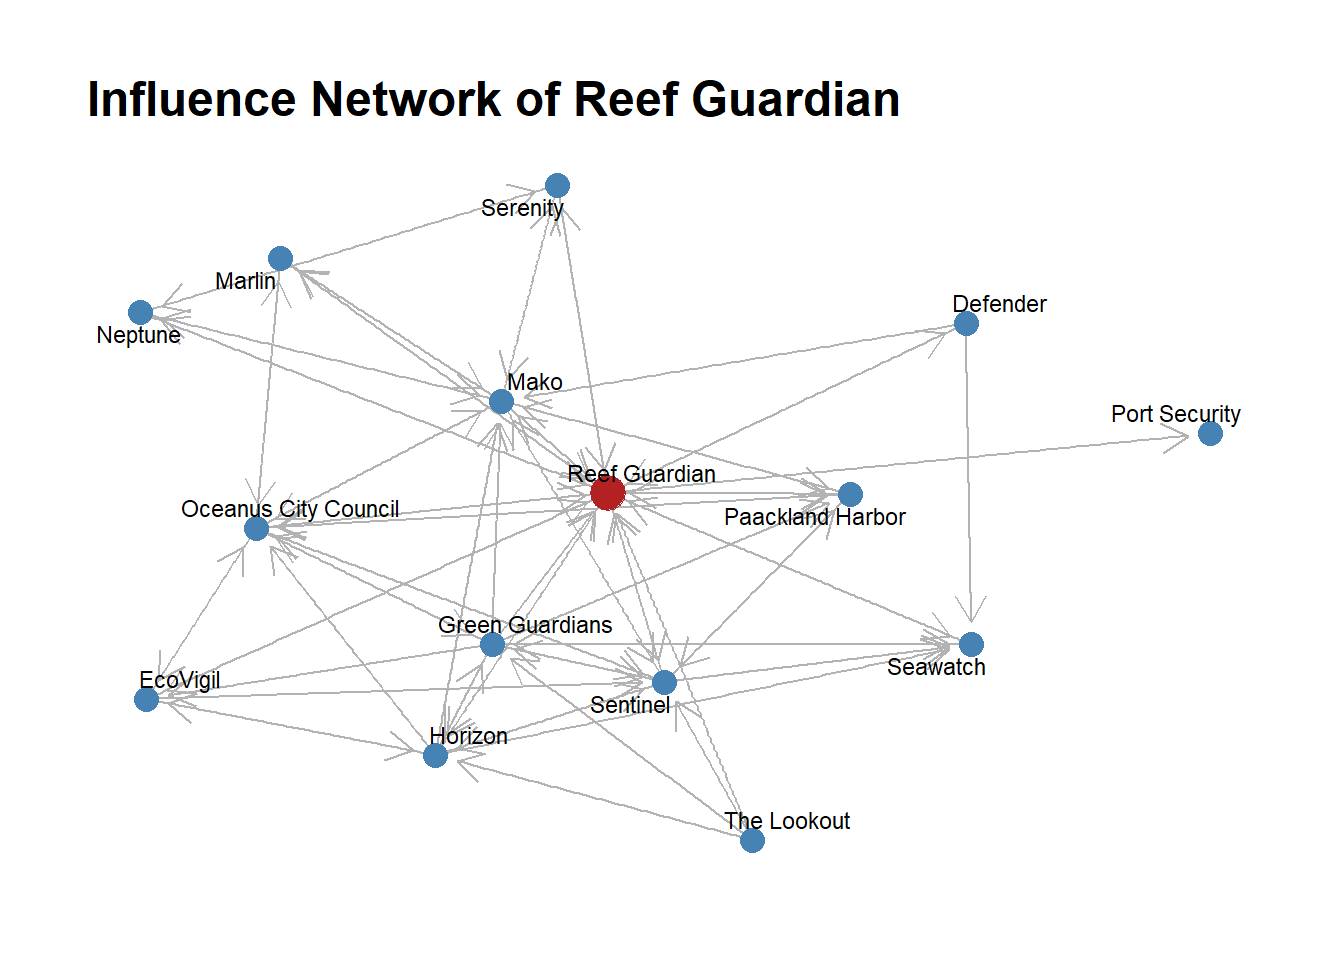 Influence Network of Reef Guardian
Serenity
Marlin
Defender
Neptune
Mako
Port Security
Reef Guardian
Oceanus City Council
Paackland Harbor
Green Guardians
Seawatch
EcoVigil
Sentinel
Horizon
The Lookout